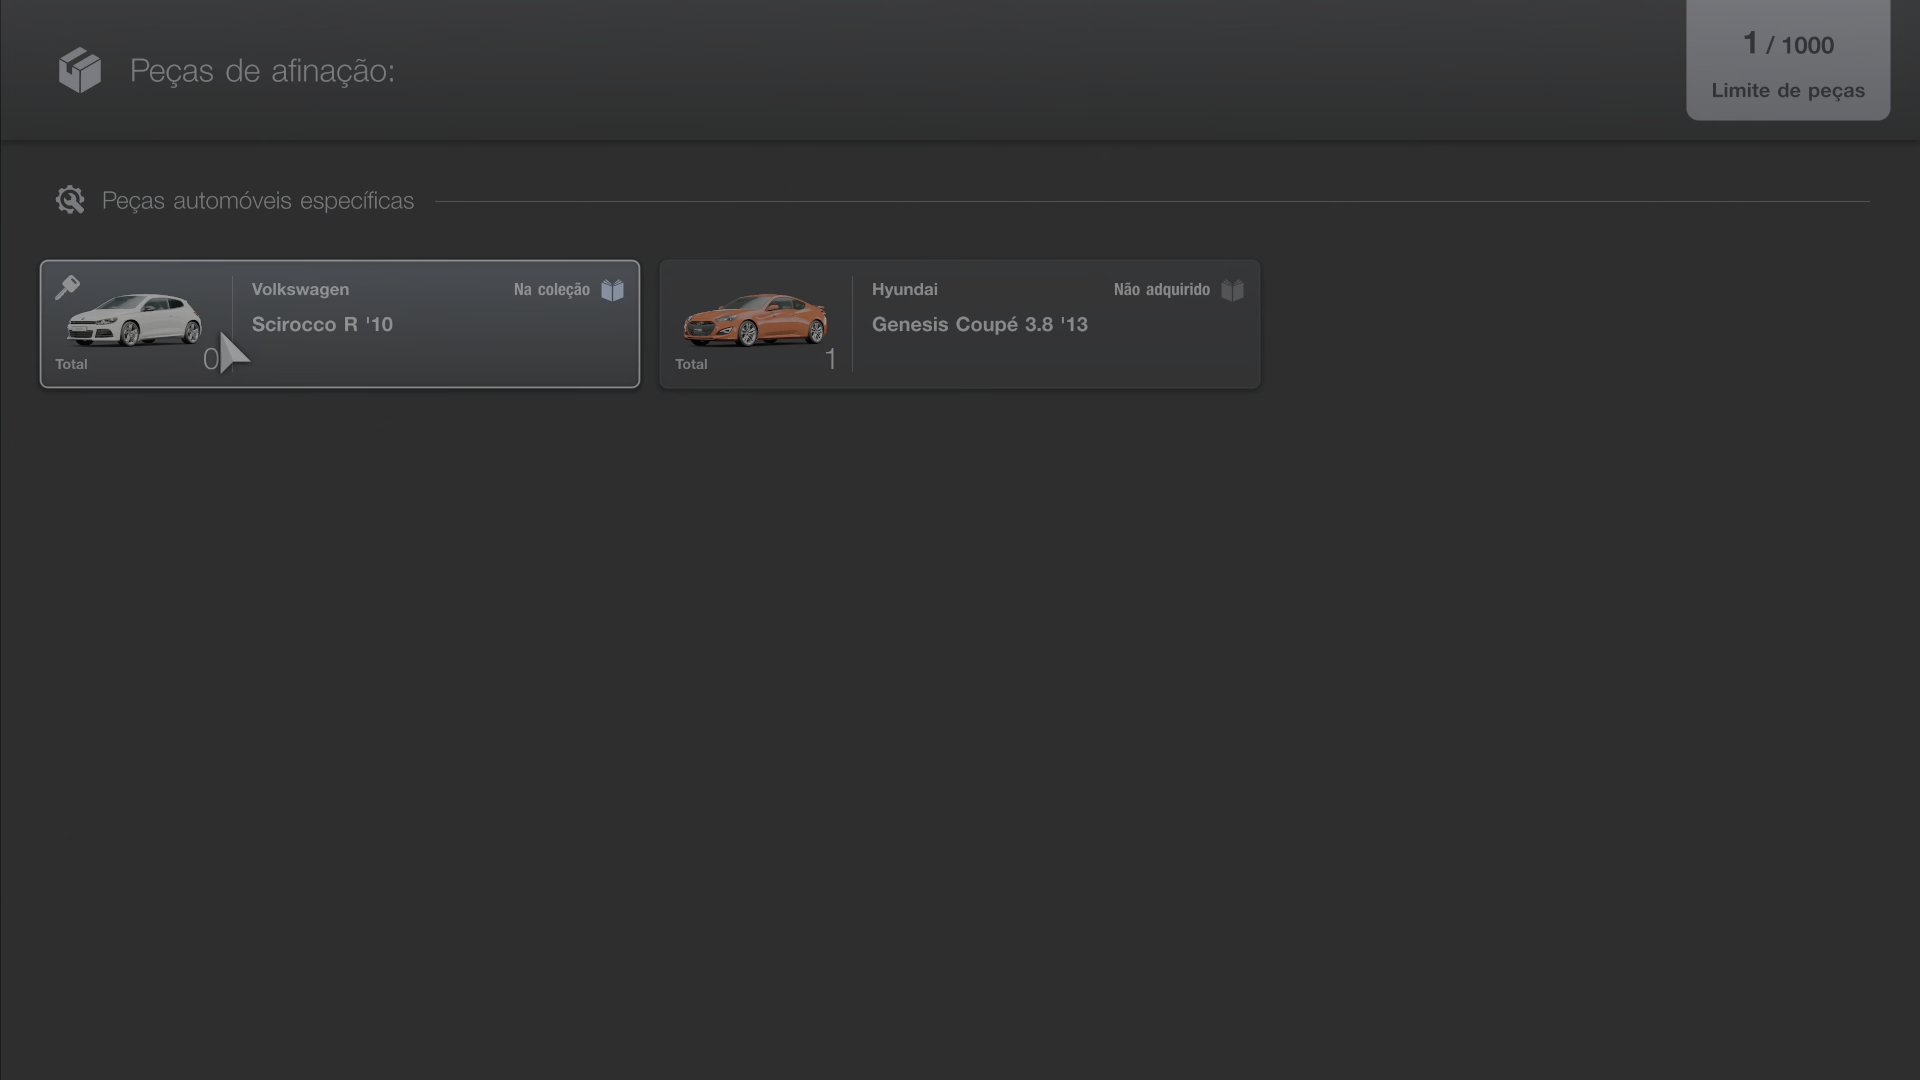 Peças de afinação:
1 / 1000
Limite de peças
Peças automóveis específicas
Volkswagen
Na coleção
Scirocco R '10
Total
0
Hyundai
Não adquirido
Genesis Coupé 3.8 '13
Total
1